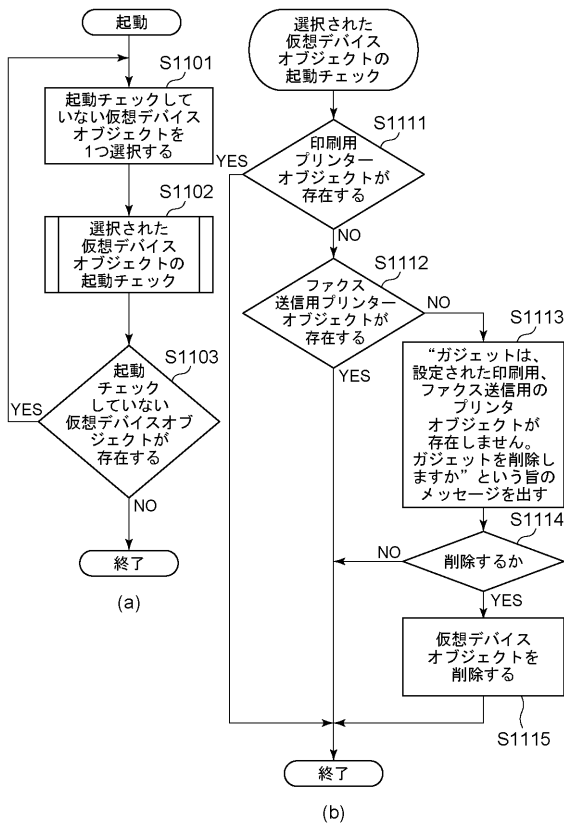 起動
S1101
起動チェックして
いない仮想デバイス
オブジェクトを
1つ選択する
S1102
選択された
仮想デバイス
オブジェクトの
起動チェック
S1103
起動
チェック
していない
仮想デバイスオブ
ジェクトが
存在する
YES
NO
終了
(a)
選択された
仮想デバイス
オブジェクトの
起動チェック
S1111
印刷用
プリンター
オブジェクトが
存在する
YES
NO
S1112
ファクス
送信用プリンター
オブジェクトが
存在する
NO
YES
S1113
“ガジェットは、
設定された印刷用、
ファクス送信用の
プリンタ
オブジェクトが
存在しません。
ガジェットを削除し
ますか”という旨の
メッセージを出す
S1114
削除するか
NO
YES
仮想デバイス
オブジェクトを
削除する
S1115
終了
(b)